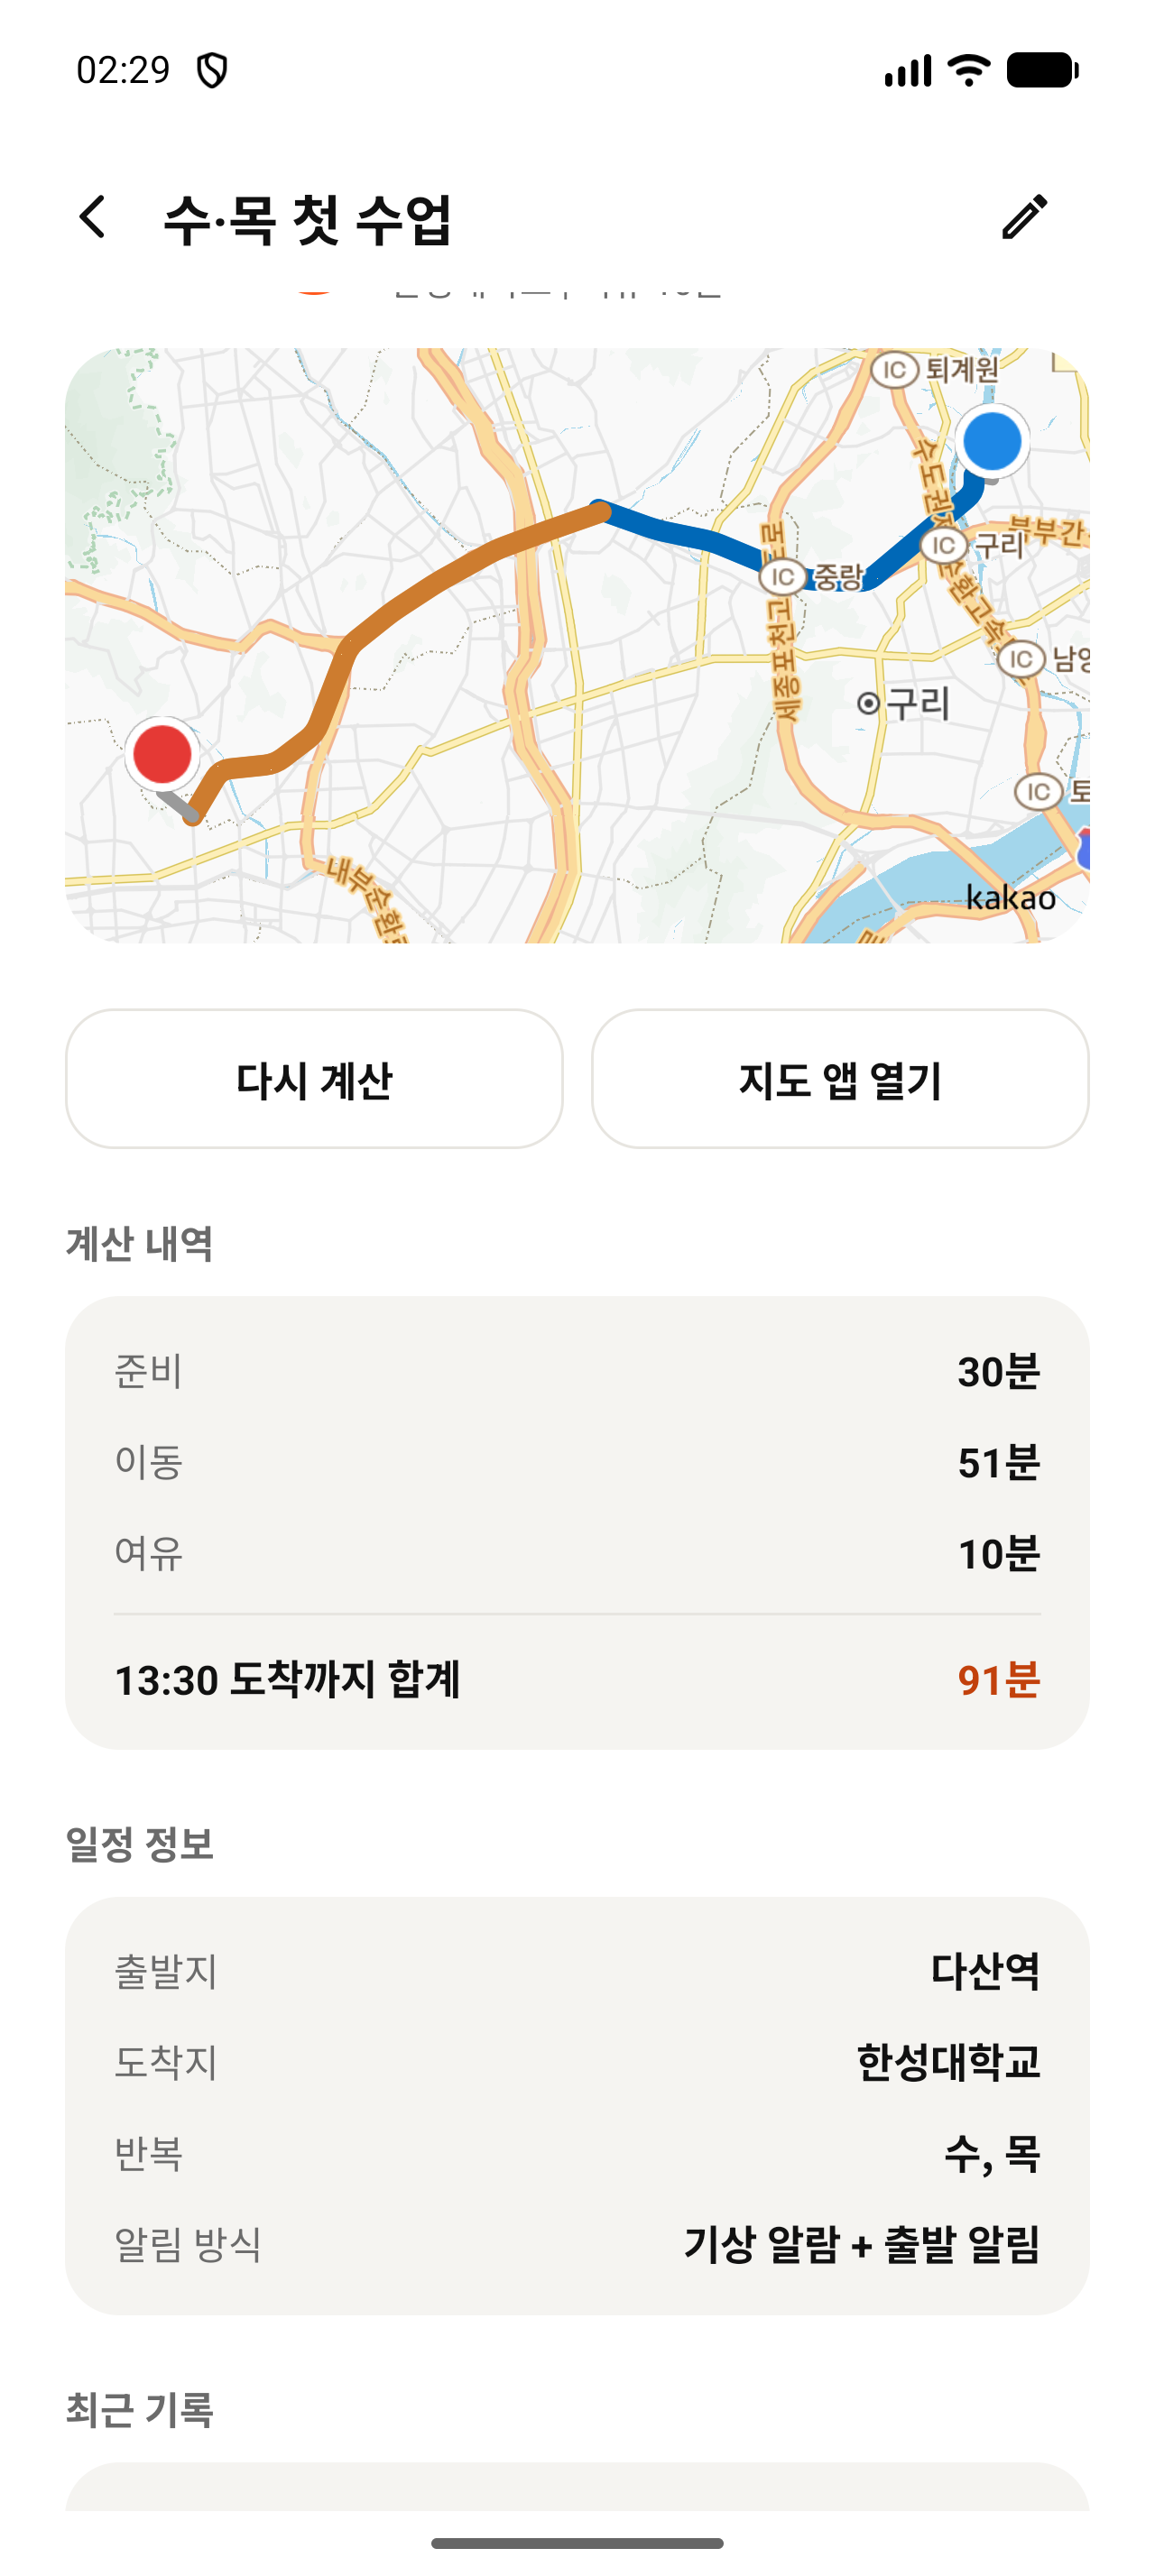 02:29
수·목 첫 수업
IC 퇴계원
수도권
IC 구리
북부간
순환고속
IC 중랑
IC 남양
세종포천고
구리
IC 토
내부순환
kakao
다시 계산
지도 앱 열기
계산 내역
준비 30분
이동 51분
여유 10분
13:30 도착까지 합계 91분
일정 정보
출발지 다산역
도착지 한성대학교
반복 수, 목
알림 방식 기상 알람 + 출발 알림
최근 기록